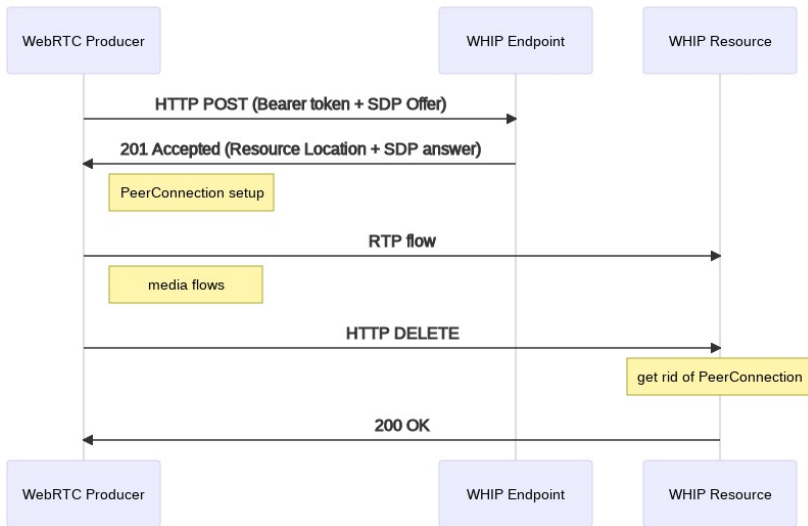 WebRTC Producer
WHIP Endpoint
WHIP Resource
HTTP POST (Bearer token + SDP Offer)
201 Accepted (Resource Location + SDP answer)
PeerConnection setup
RTP flow
media flows
HTTP DELETE
get rid of PeerConnection
200 OK
WebRTC Producer
WHIP Endpoint
WHIP Resource